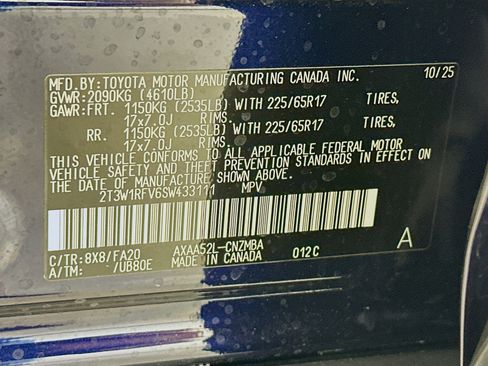 MFD.BY:TOYOTA MOTOR MANUFACTURING CANADA INC. 10/25
GVWR:2090KG (4610LB)
GAWR:FRT. 1150KG (2535LB) WITH 225/65R17 TIRES,
17x7.0J RIMS.
RR. 1150KG (2535LB) WITH 225/65R17 TIRES,
17x7.0J RIMS.
THIS VEHICLE CONFORMS TO ALL APPLICABLE FEDERAL MOTOR
VEHICLE SAFETY AND THEFT PREVENTION STANDARDS IN EFFECT ON
THE DATE OF MANUFACTURE SHOWN ABOVE.
2T3W1RFV6SW433111 MPV
C/TR:8X8/FA20 AXAA52L-CNZMBA 012C A
A/TM: /UB80E MADE IN CANADA